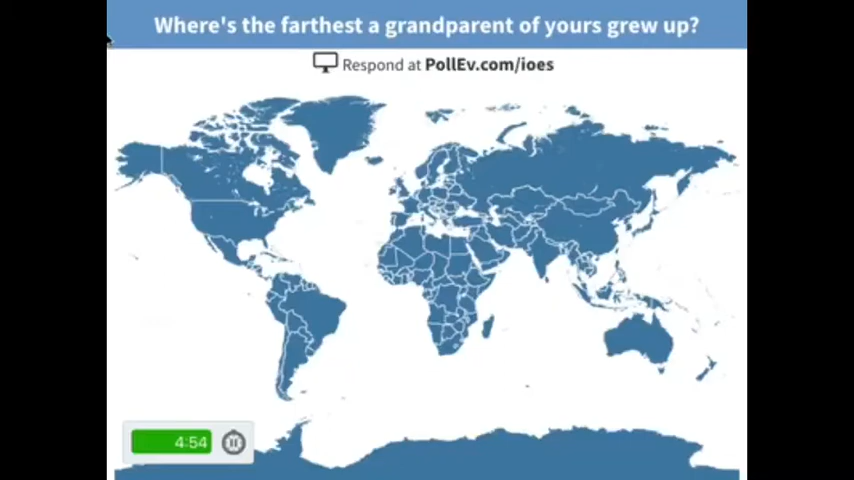 Where's the farthest a grandparent of yours grew up?
Respond at PollEv.com/ioes
4:54